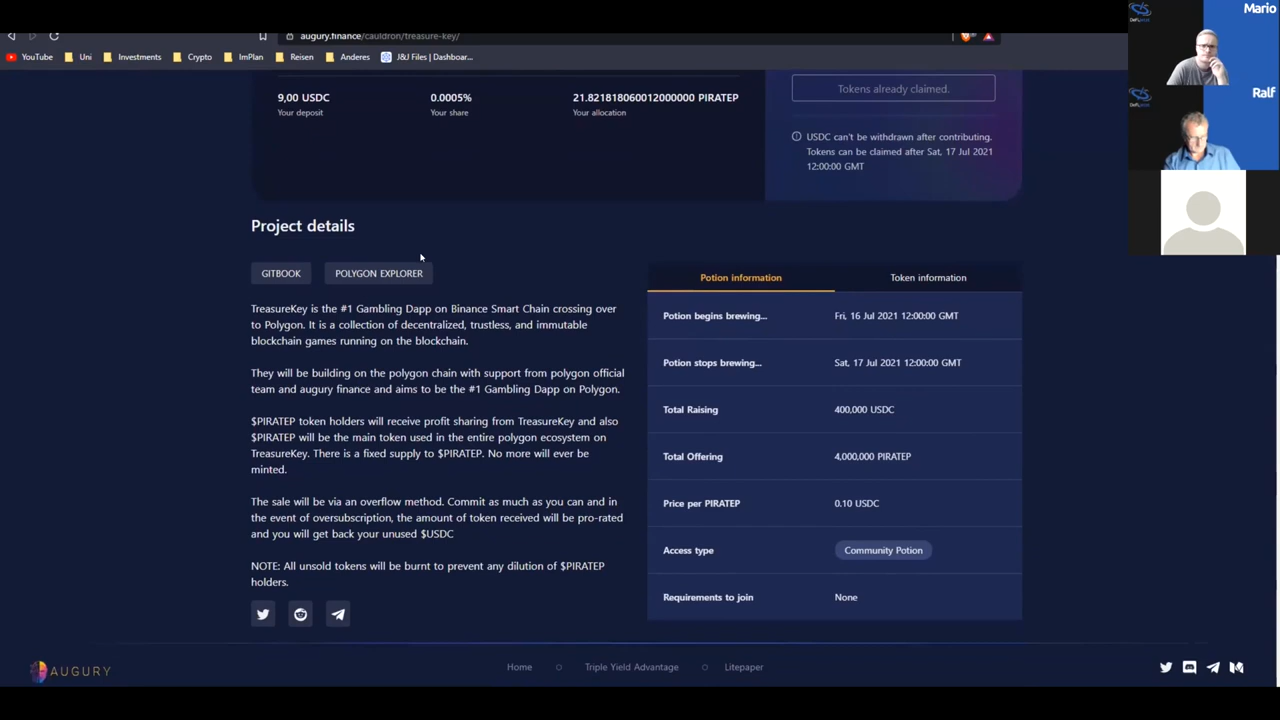 augury.finance/cauldron/treasure-key/
YouTube
Uni
Investments
Crypto
ImPlan
Reisen
Anderes
J&J Files | Dashboar...
9,00 USDC
0.0005%
21.821818060012000000 PIRATEP
Your deposit
Your share
Your allocation
Tokens already claimed.
USDC can't be withdrawn after contributing.
Tokens can be claimed after Sat, 17 Jul 2021
12:00:00 GMT
Project details
GITBOOK
POLYGON EXPLORER
TreasureKey is the #1 Gambling Dapp on Binance Smart Chain crossing over
to Polygon. It is a collection of decentralized, trustless, and immutable
blockchain games running on the blockchain.
They will be building on the polygon chain with support from polygon official
team and augury finance and aims to be the #1 Gambling Dapp on Polygon.
$PIRATEP token holders will receive profit sharing from TreasureKey and also
$PIRATEP will be the main token used in the entire polygon ecosystem on
TreasureKey. There is a fixed supply to $PIRATEP. No more will ever be
minted.
The sale will be via an overflow method. Commit as much as you can and in
the event of oversubscription, the amount of token received will be pro-rated
and you will get back your unused $USDC
NOTE: All unsold tokens will be burnt to prevent any dilution of $PIRATEP
holders.
Potion information
Token information
Potion begins brewing...
Fri, 16 Jul 2021 12:00:00 GMT
Potion stops brewing...
Sat, 17 Jul 2021 12:00:00 GMT
Total Raising
400,000 USDC
Total Offering
4,000,000 PIRATEP
Price per PIRATEP
0.10 USDC
Access type
Community Potion
Requirements to join
None
AUGURY
Home
Triple Yield Advantage
Litepaper
Mario
Ralf